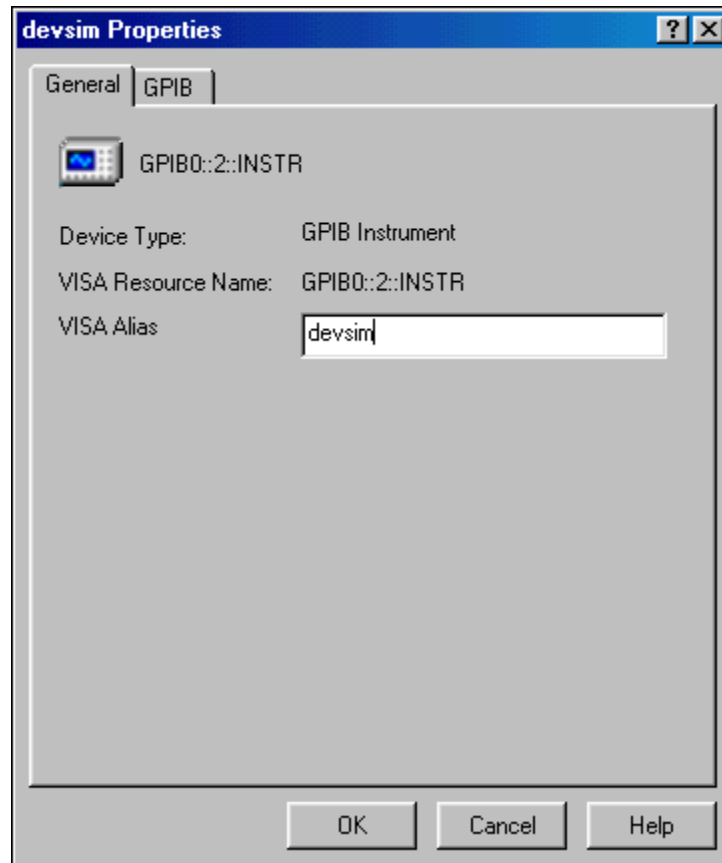 devsim Properties
General GPIB
GPIB0::2::INSTR
Device Type: GPIB Instrument
VISA Resource Name: GPIB0::2::INSTR
VISA Alias devsim
OK Cancel Help